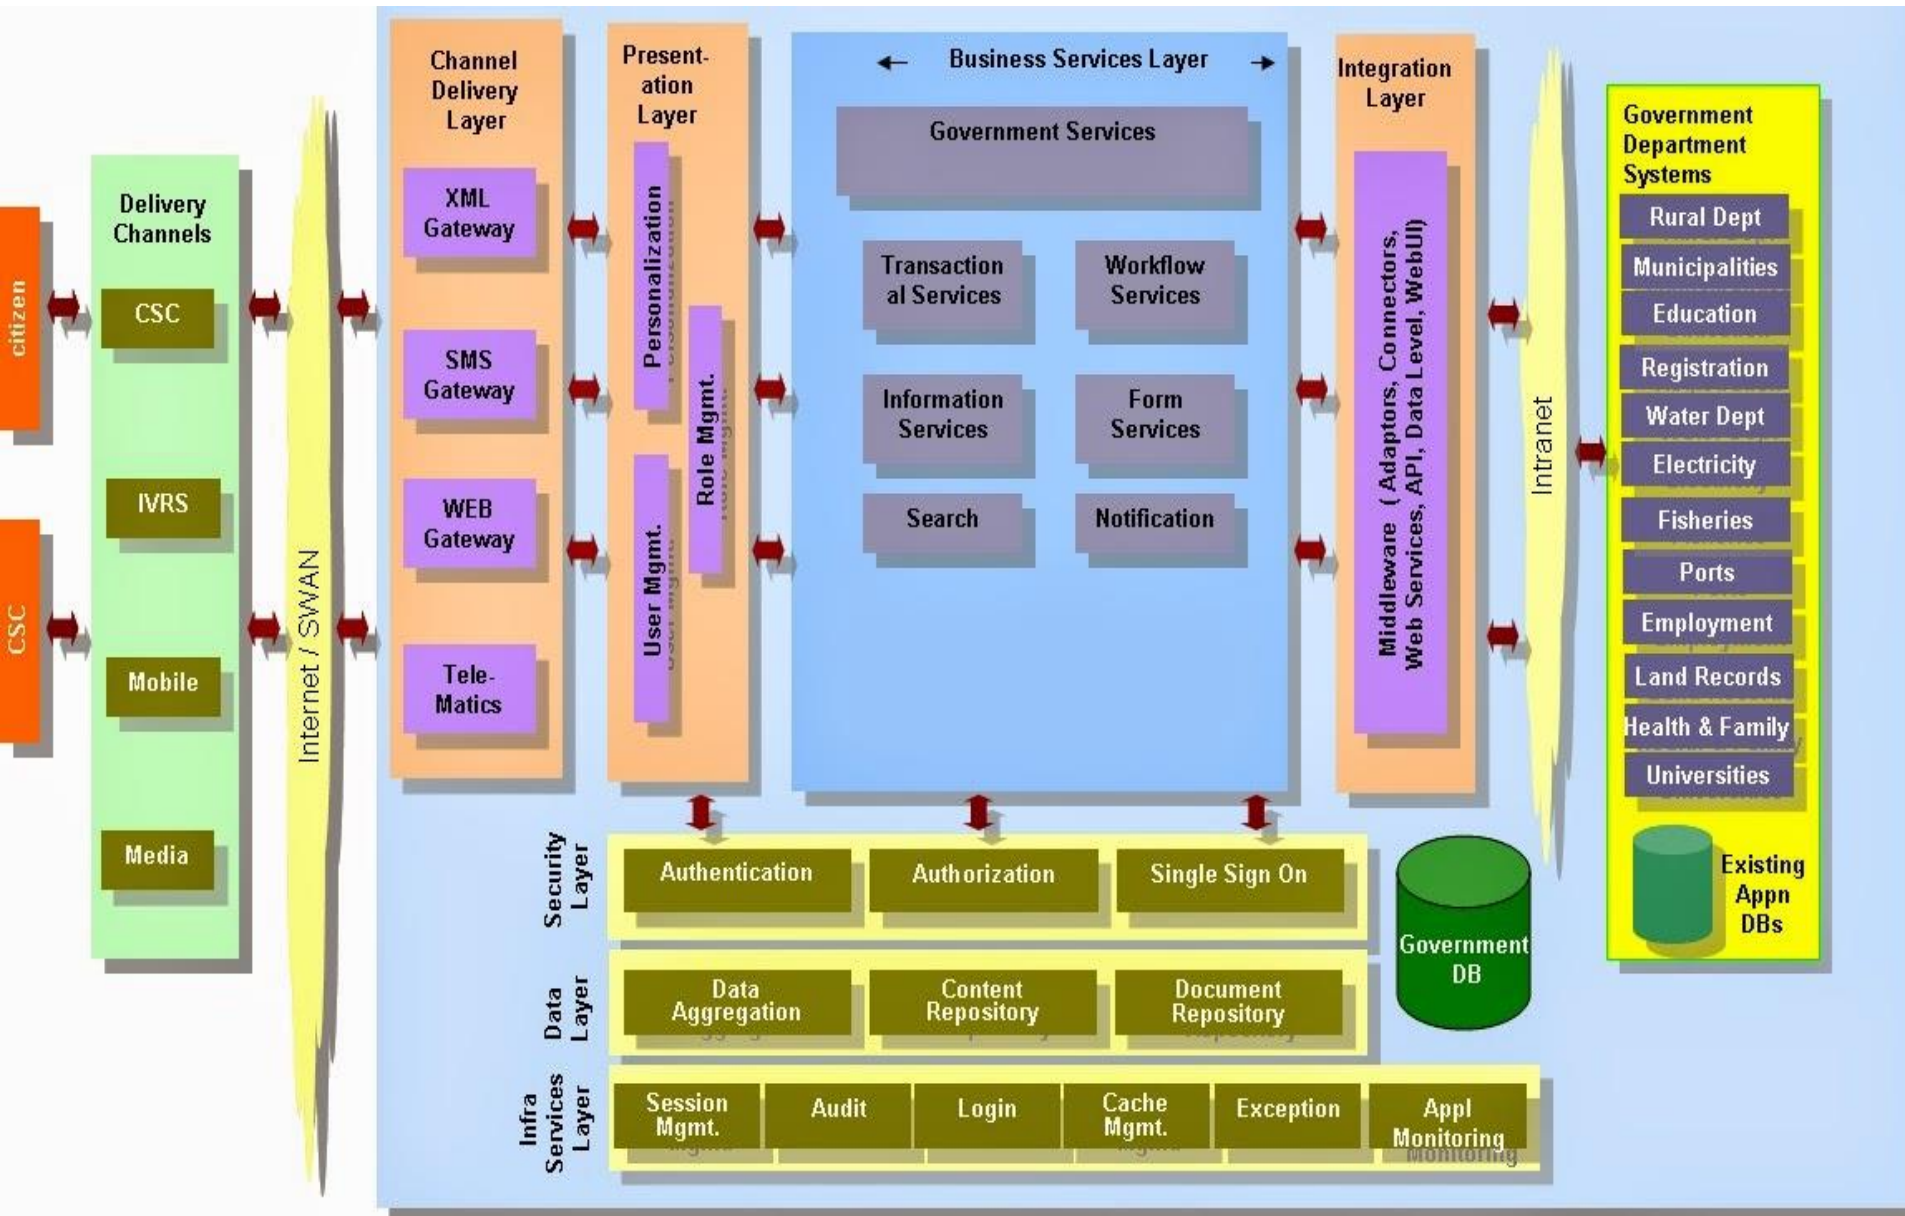 citizen
CSC
Delivery
Channels
CSC
IVRS
Mobile
Media
Internet / SWAN
Channel
Delivery
Layer
XML
Gateway
SMS
Gateway
WEB
Gateway
Tele-
Matics
Present-
ation
Layer
Personalization
Role Mgmt.
User Mgmt.
Business Services Layer
Government Services
Transaction
al Services
Workflow
Services
Information
Services
Form
Services
Search
Notification
Integration
Layer
Middleware ( Adaptors, Connectors,
Web Services, API, Data Level, WebUI)
Intranet
Government
Department
Systems
Rural Dept
Municipalities
Education
Registration
Water Dept
Electricity
Fisheries
Ports
Employment
Land Records
Health & Family
Universities
Existing
Appn
DBs
Security
Layer
Authentication
Authorization
Single Sign On
Government
DB
Data
Layer
Data
Aggregation
Content
Repository
Document
Repository
Infra
Services
Layer
Session
Mgmt.
Audit
Login
Cache
Mgmt.
Exception
Appl
Monitoring